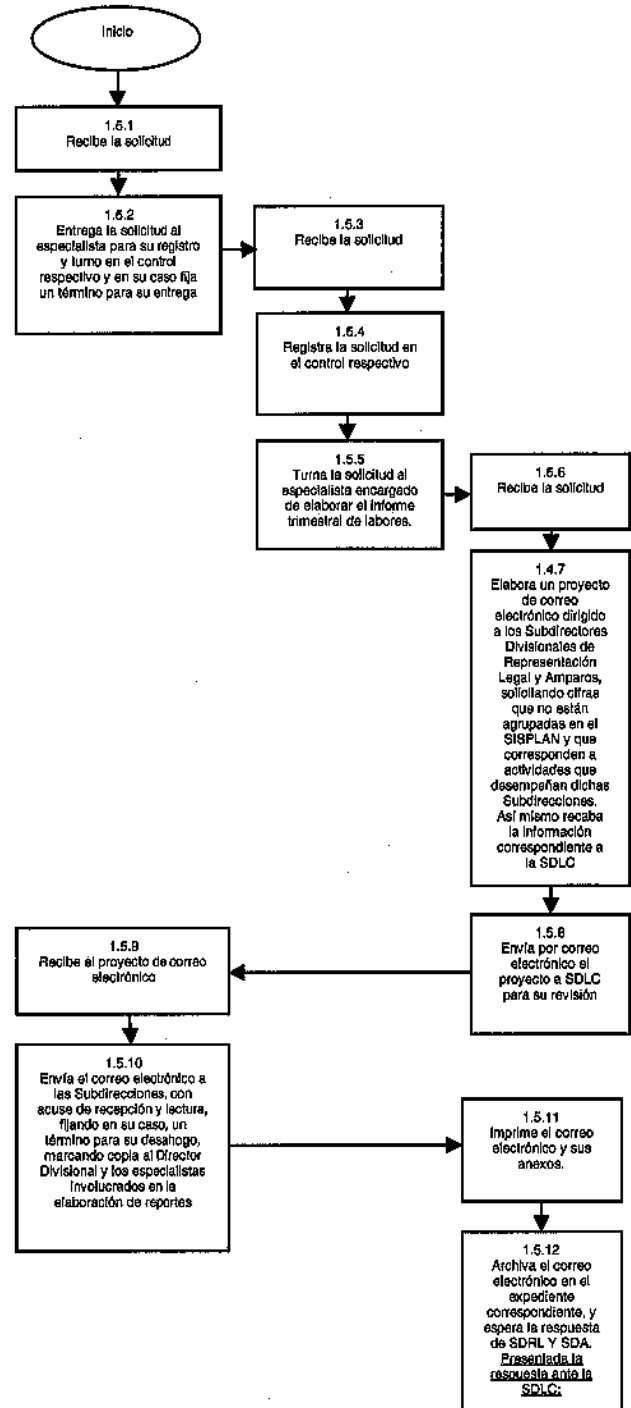 Inicio
1.5.1
Recibe la solicitud
1.5.2
Entrega la solicitud al
especialista para su registro
y turno en el control
respectivo y en su caso fija
un término para su entrega
1.5.3
Recibe la solicitud
1.5.4
Registra la solicitud en
el control respectivo
1.5.5
Turna la solicitud al
especialista encargado
de elaborar el informe
trimestral de labores.
1.5.6
Recibe la solicitud
1.4.7
Elabora un proyecto
de correo
electrónico dirigido
a los Subdirectores
Divisionales de
Representación
Legal y Amparos,
solicitando cifras
que no están
agrupadas en el
SISPLAN y que
corresponden a
actividades que
desempeñan dichas
Subdirecciones.
Así mismo recaba
la información
correspondiente a
la SDLC
1.5.8
Envía por correo
electrónico el
proyecto a SDLC
para su revisión
1.5.9
Recibe el proyecto de correo
electrónico
1.5.10
Envía el correo electrónico a
las Subdirecciones, con
acuse de recepción y lectura,
fijando en su caso, un
término para su desahogo,
marcando copia al Director
Divisional y los especialistas
involucrados en la
elaboración de reportes
1.5.11
Imprime el correo
electrónico y sus
anexos.
1.5.12
Archiva el correo
electrónico en el
expediente
correspondiente, y
espera la respuesta
de SDRL Y SDA.
Presentada la
respuesta ante la
SDLC: